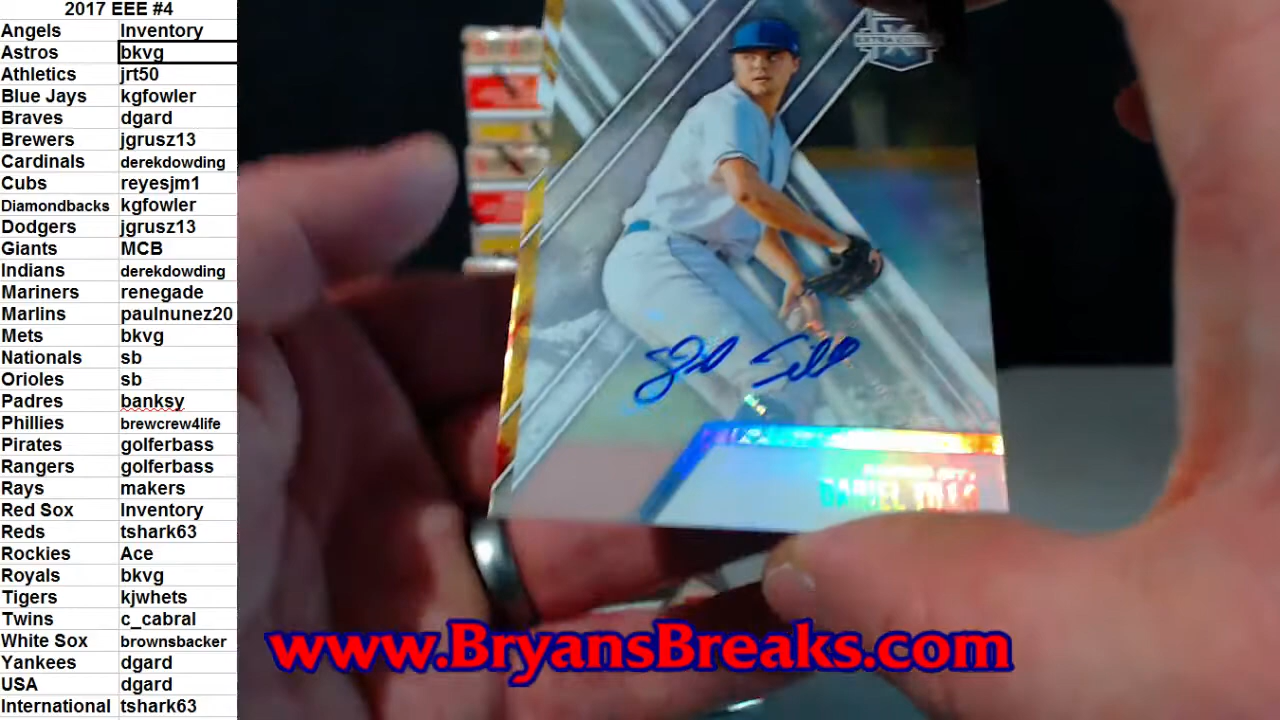 2017 EEE #4
Angels Inventory
Astros bkvg
Athletics jrt50
Blue Jays kgfowler
Braves dgard
Brewers jgrusz13
Cardinals derekdowding
Cubs reyesjm1
Diamondbacks kgfowler
Dodgers jgrusz13
Giants MCB
Indians derekdowding
Mariners renegade
Marlins paulnunez20
Mets bkvg
Nationals sb
Orioles sb
Padres banksy
Phillies brewcrew4life
Pirates golferbass
Rangers golferbass
Rays makers
Red Sox Inventory
Reds tshark63
Rockies Ace
Royals bkvg
Tigers kjwhets
Twins c_cabral
White Sox brownsbacker
Yankees dgard
USA dgard
International tshark63
DANIEL
www.BryansBreaks.com